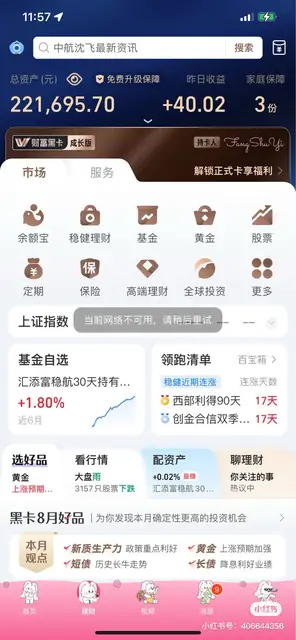 11:57
中航沈飞最新资讯
搜索
总资产(元)
免费升级保障
昨日收益
家庭保障
221,695.70
+40.02
3份
财富黑卡 成长版
持卡人
Fang Shu Yi
市场
服务
解锁正式卡享福利
余额宝
稳健理财
基金
黄金
股票
定期
保险
高端理财
全球投资
更多
保
上证指数
当前网络不可用，请稍后重试
基金自选
领跑清单
百宝箱
汇添富稳航30天持有...
稳健近期连涨
连涨天数
+1.80%
西部利得90天
17天
近6月
创金合信双季...
17天
选好品
看行情
配资产
聊理财
黄金
大盘雨
+0.02%
你关注的事
上涨预期...
3157只股票下跌
汇添富稳航30...
热议中
黑卡8月好品
为你发现本月确定性更高的投资机会
本月观点
新质生产力 政策重点利好
黄金 上涨预期加强
短债 历史长牛走势
长债 降息利好业绩
首页
理财
视频
消息
9
小红书
小红书号：406644356